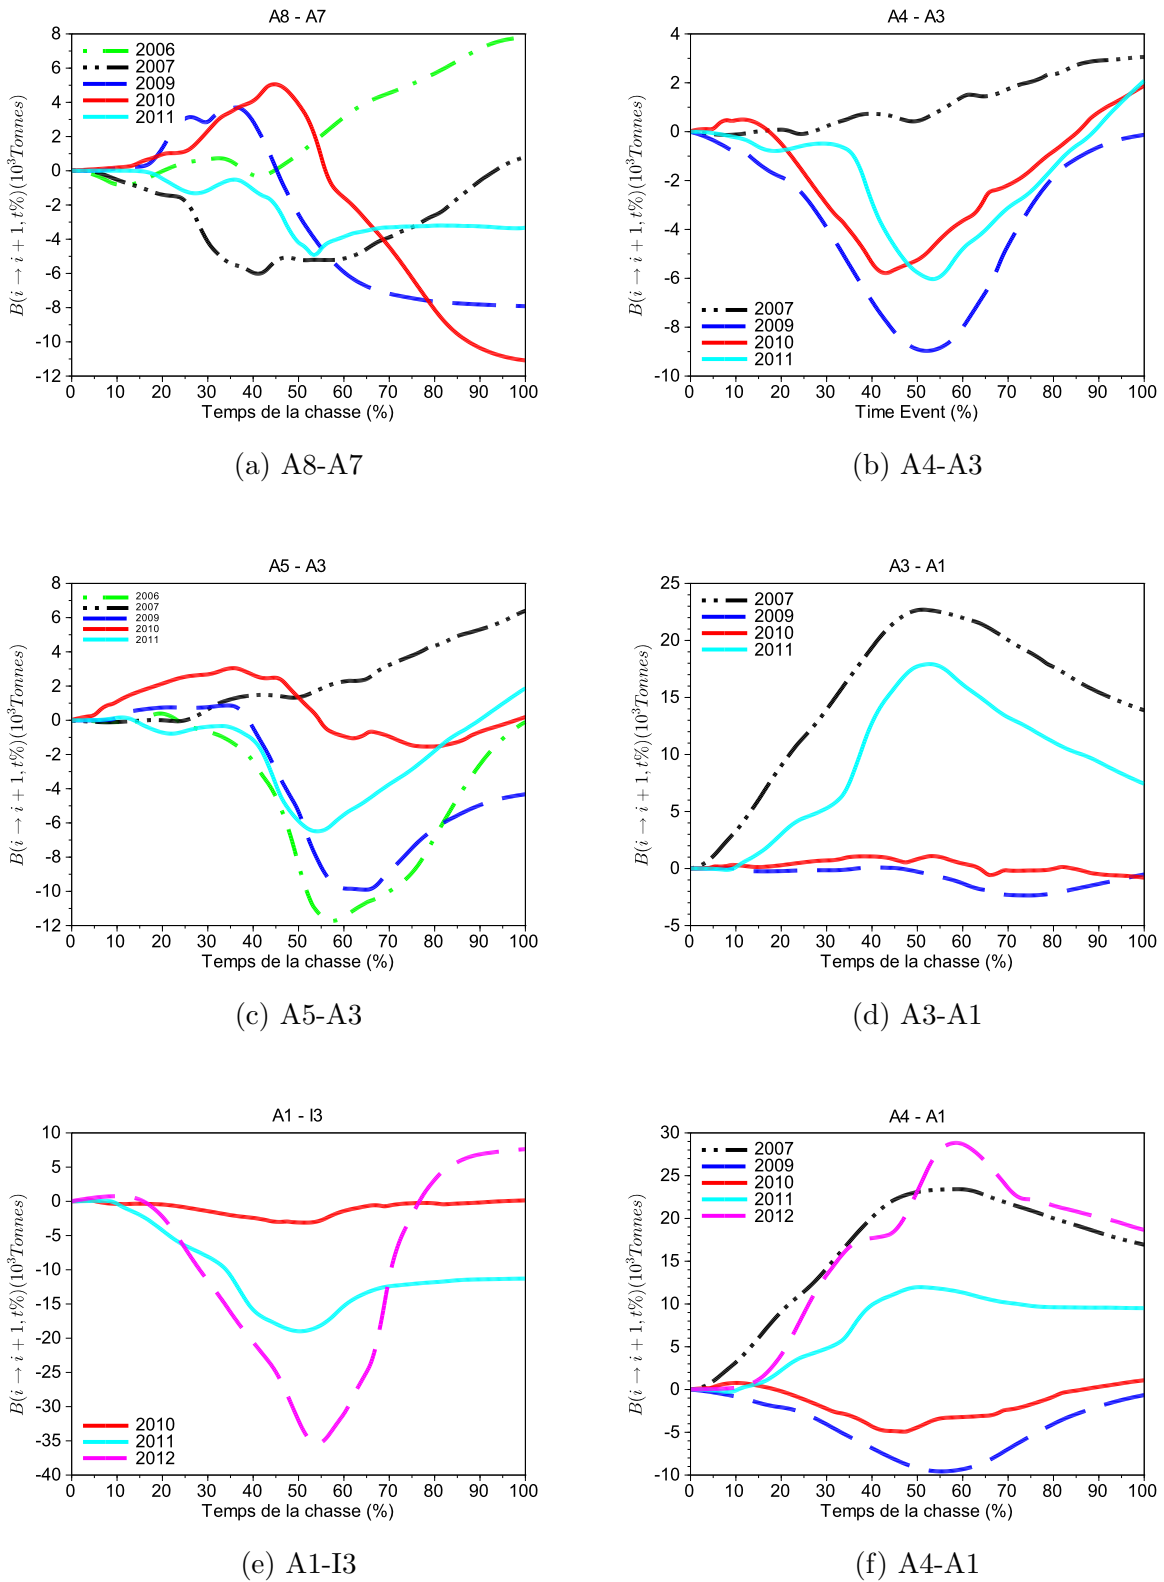 A8 - A7
8
6
4
2
0
-2
-4
-6
-8
-10
-12
2006
2007
2009
2010
2011
0 10 20 30 40 50 60 70 80 90 100
B(i → i + 1, t%)(10³Tonnes)
Temps de la chasse (%)
(a) A8-A7
A4 - A3
4
2
0
-2
-4
-6
-8
-10
2007
2009
2010
2011
0 10 20 30 40 50 60 70 80 90 100
B(i → i + 1, t%)(10³Tonnes)
Time Event (%)
(b) A4-A3
A5 - A3
8
6
4
2
0
-2
-4
-6
-8
-10
-12
2006
2007
2009
2010
2011
0 10 20 30 40 50 60 70 80 90 100
B(i → i + 1, t%)(10³Tonnes)
Temps de la chasse (%)
(c) A5-A3
A3 - A1
25
20
15
10
5
0
-5
2007
2009
2010
2011
0 10 20 30 40 50 60 70 80 90 100
B(i → i + 1, t%)(10³Tonnes)
Temps de la chasse (%)
(d) A3-A1
A1 - I3
10
5
0
-5
-10
-15
-20
-25
-30
-35
-40
2010
2011
2012
0 10 20 30 40 50 60 70 80 90 100
B(i → i + 1, t%)(10³Tonnes)
Temps de la chasse (%)
(e) A1-I3
A4 - A1
30
25
20
15
10
5
0
-5
-10
2007
2009
2010
2011
2012
0 10 20 30 40 50 60 70 80 90 100
B(i → i + 1, t%)(10³Tonnes)
Temps de la chasse (%)
(f) A4-A1